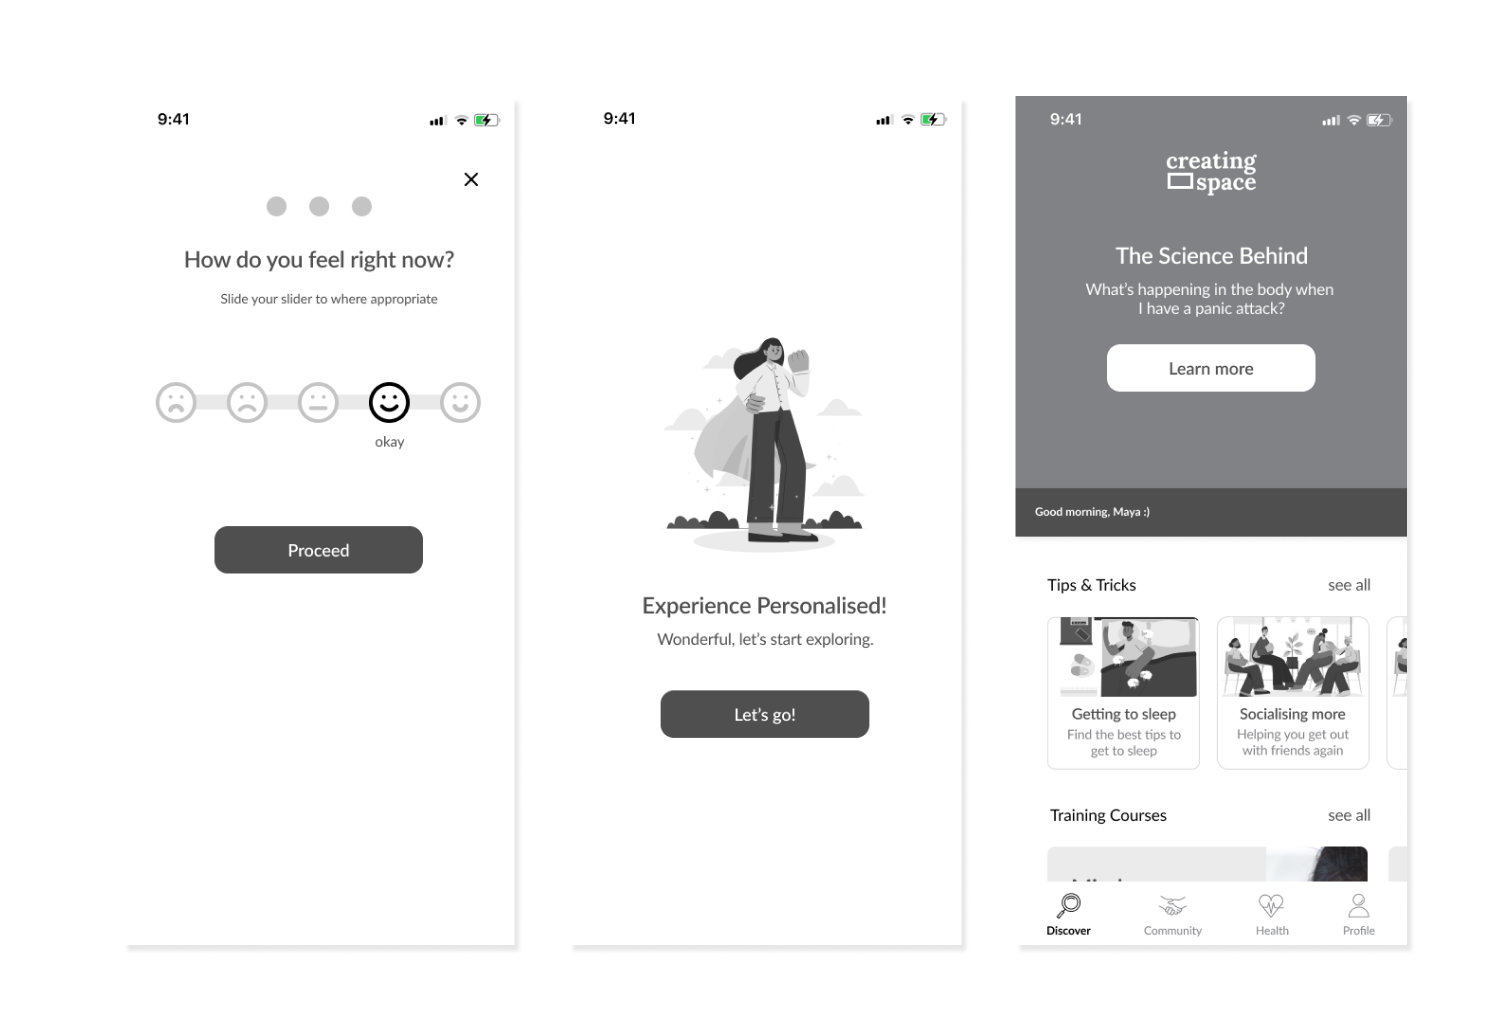 9:41
How do you feel right now?
Slide your slider to where appropriate
okay
Proceed
9:41
Experience Personalised!
Wonderful, let's start exploring.
Let's go!
9:41
creating
space
The Science Behind
What's happening in the body when
I have a panic attack?
Learn more
Good morning, Maya :)
Tips & Tricks
see all
Getting to sleep
Find the best tips to
get to sleep
Socialising more
Helping you get out
with friends again
Training Courses
see all
Discover
Community
Health
Profile